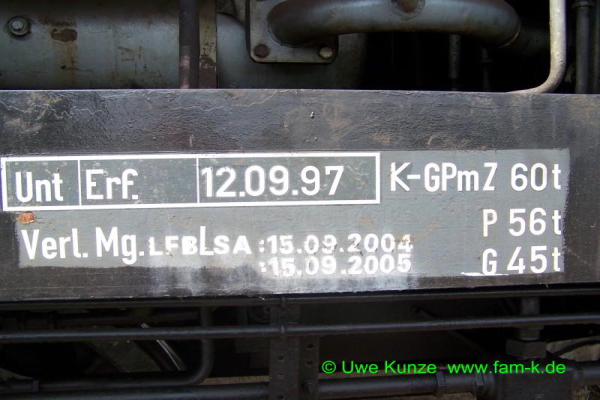 Unt Erf. 12.09.97 K-GPmZ 60t
P 56t
Verl. Mg. LFBLSA :15.09.2004
:15.09.2005 G 45t
© Uwe Kunze www.fam-k.de